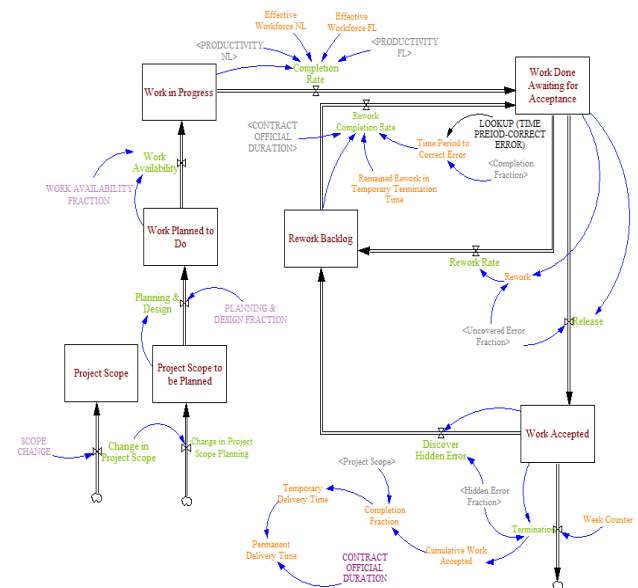 Effective
Workforce NL
Effective
Workforce FL
<PRODUCTIVITY
NL>
<PRODUCTIVITY
FL>
Completion
Rate
Work in Progress
Work Done
Awaiting for
Acceptance
Rework
Completion Rate
<CONTRACT
OFFICIAL
DURATION>
LOOKUP (TIME
PREIOD-CORRECT
ERROR)
Time Period to
Correct Error
<Completion
Fraction>
Remained Rework in
Temporary Termination
Time
Work
Availability
WORK AVAILABILITY
FRACTION
Work Planned to
Do
Rework Backlog
Rework Rate
Rework
Planning &
Design
PLANNING &
DESIGN FRACTION
<Uncovered Error
Fraction>
Release
Project Scope
Project Scope to
be Planned
SCOPE
CHANGE
Change in
Project Scope
Change in Project
Scope Planning
Discover
Hidden Error
Work Accepted
<Project Scope>
<Hidden Error
Fraction>
Temporary
Delivery Time
Completion
Fraction
Termination
Week Counter
Permanent
Delivery Time
Cumulative Work
Accepted
CONTRACT
OFFICIAL
DURATION